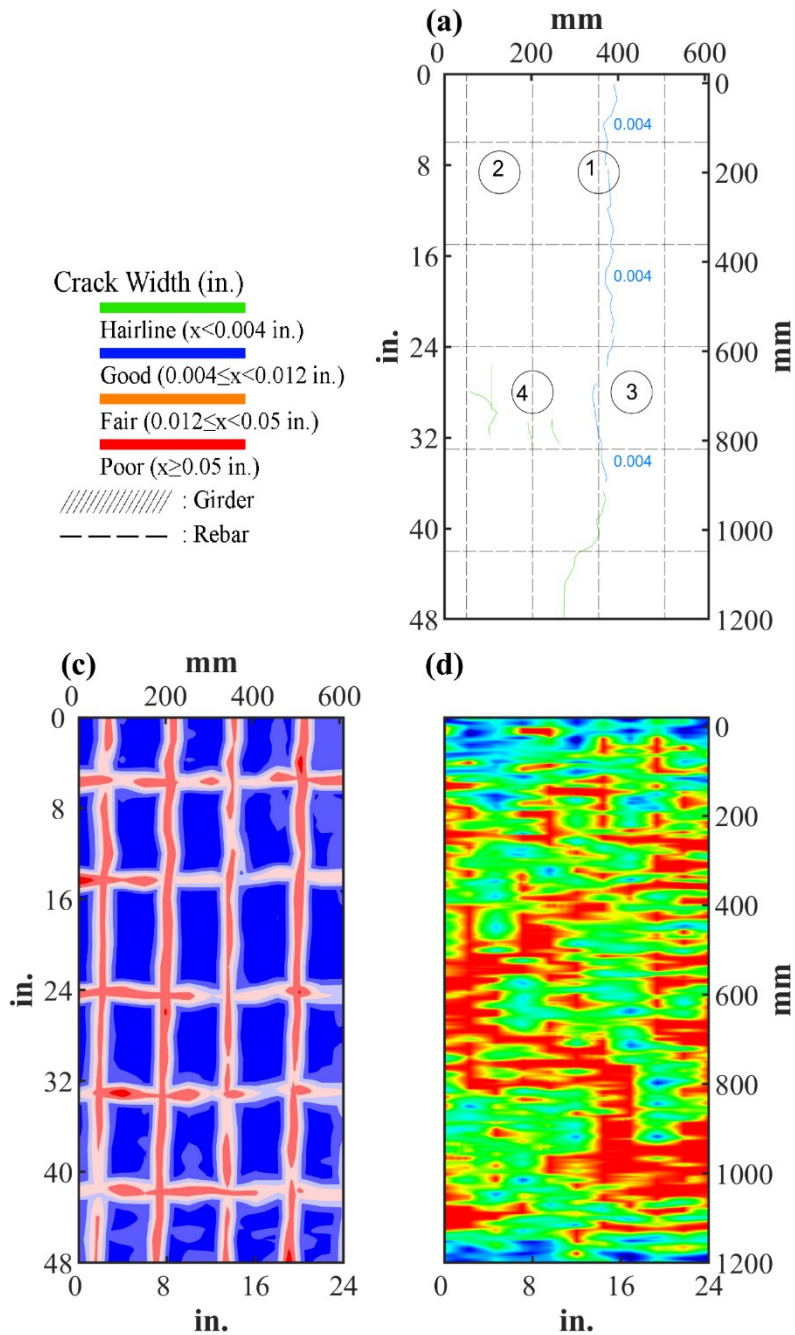 (a)
mm
0 200 400 600
0
8
16
24
32
40
48
in.
0
200
400
600
800
1000
1200
mm
0.004
2
1
0.004
4
3
0.004
Crack Width (in.)
Hairline (x<0.004 in.)
Good (0.004≤x<0.012 in.)
Fair (0.012≤x<0.05 in.)
Poor (x≥0.05 in.)
: Girder
: Rebar
(c)
mm
0 200 400 600
0
8
16
24
32
40
48
in.
0 8 16 24
in.
(d)
0
200
400
600
800
1000
1200
mm
0 8 16 24
in.